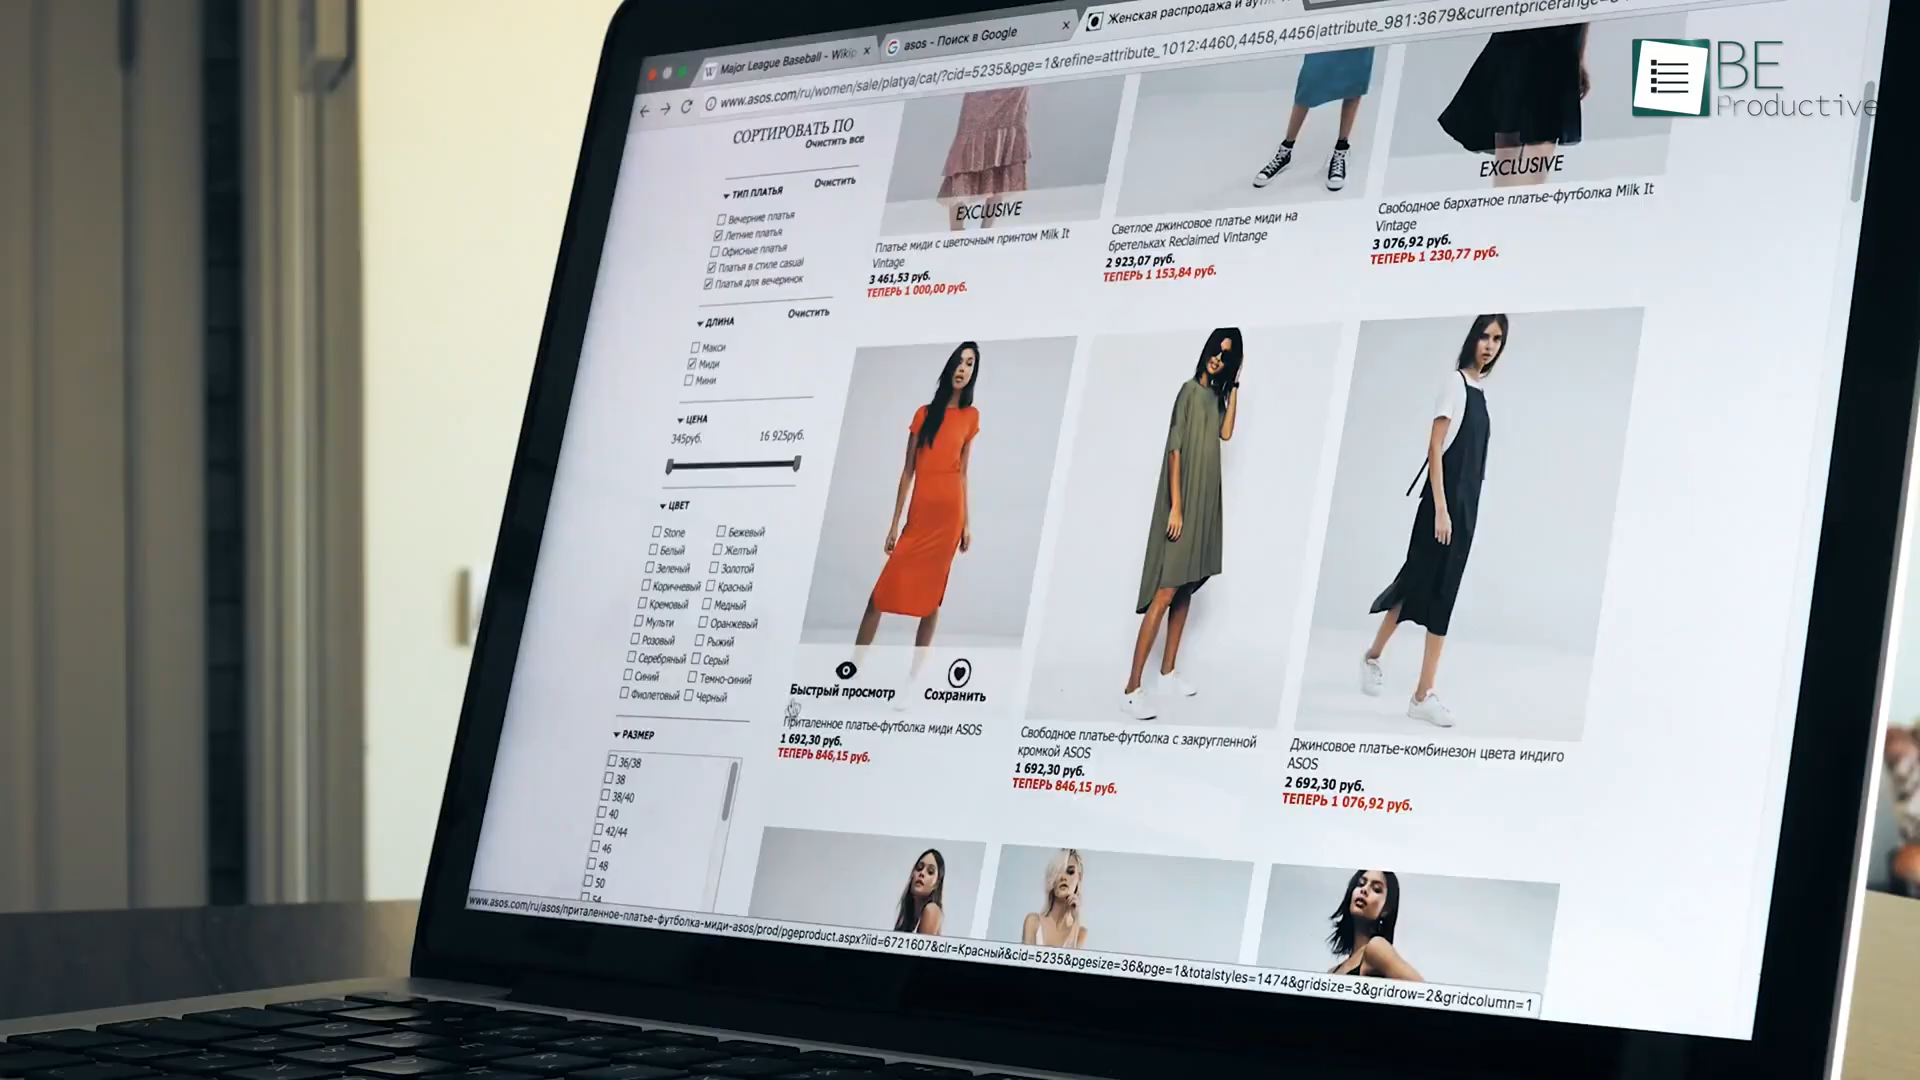 Major League Baseball - Wikip
asos - Поиск в Google
Женская распродажа и
www.asos.com/ru/women/sale/platya/cat/?cid=5235&pge=1&refine=attribute_1012:4460,4458,4456|attribute_981:3679&currentpricerange=
BE
Productive
СОРТИРОВАТЬ ПО
Очистить все
ТИП ПЛАТЬЯ
Очистить
Вечерние платья
Летние платья
Офисные платья
Платья в стиле casual
Платья для вечеринок
ДЛИНА
Очистить
Макси
Миди
Мини
ЦЕНА
345руб.
16 925руб.
ЦВЕТ
Stone
Бежевый
Белый
Желтый
Зеленый
Золотой
Коричневый
Красный
Кремовый
Медный
Мульти
Оранжевый
Розовый
Рыжий
Серебряный
Серый
Синий
Темно-синий
Фиолетовый
Черный
РАЗМЕР
36/38
38
38/40
40
42/44
46
48
50
54
EXCLUSIVE
Платье миди с цветочным принтом Milk It
Vintage
3 461,53 руб.
ТЕПЕРЬ 1 000,00 руб.
Светлое джинсовое платье миди на
бретельках Reclaimed Vintange
2 923,07 руб.
ТЕПЕРЬ 1 153,84 руб.
EXCLUSIVE
Свободное бархатное платье-футболка Milk It
Vintage
3 076,92 руб.
ТЕПЕРЬ 1 230,77 руб.
Быстрый просмотр
Сохранить
Приталенное платье-футболка миди ASOS
1 692,30 руб.
ТЕПЕРЬ 846,15 руб.
Свободное платье-футболка с закругленной
кромкой ASOS
1 692,30 руб.
ТЕПЕРЬ 846,15 руб.
Джинсовое платье-комбинезон цвета индиго
ASOS
2 692,30 руб.
ТЕПЕРЬ 1 076,92 руб.
www.asos.com/ru/asos/приталенное-платье-футболка-миди-asos/prod/pgeproduct.aspx?iid=6721607&clr=Красный&cid=5235&pgesize=36&pge=1&totalstyles=1474&gridsize=3&gridrow=2&gridcolumn=1